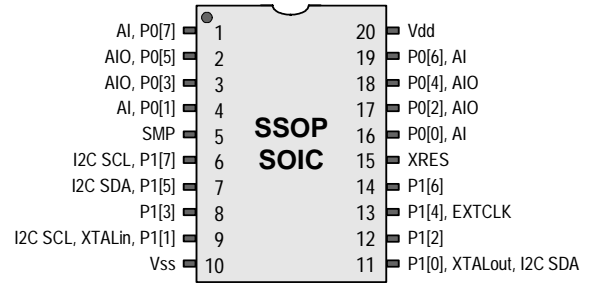 AI, P0[7] 1 20 Vdd
AIO, P0[5] 2 19 P0[6], AI
AIO, P0[3] 3 18 P0[4], AIO
AI, P0[1] 4 17 P0[2], AIO
SMP 5 SSOP 16 P0[0], AI
I2C SCL, P1[7] 6 SOIC 15 XRES
I2C SDA, P1[5] 7 14 P1[6]
P1[3] 8 13 P1[4], EXTCLK
I2C SCL, XTALin, P1[1] 9 12 P1[2]
Vss 10 11 P1[0], XTALout, I2C SDA